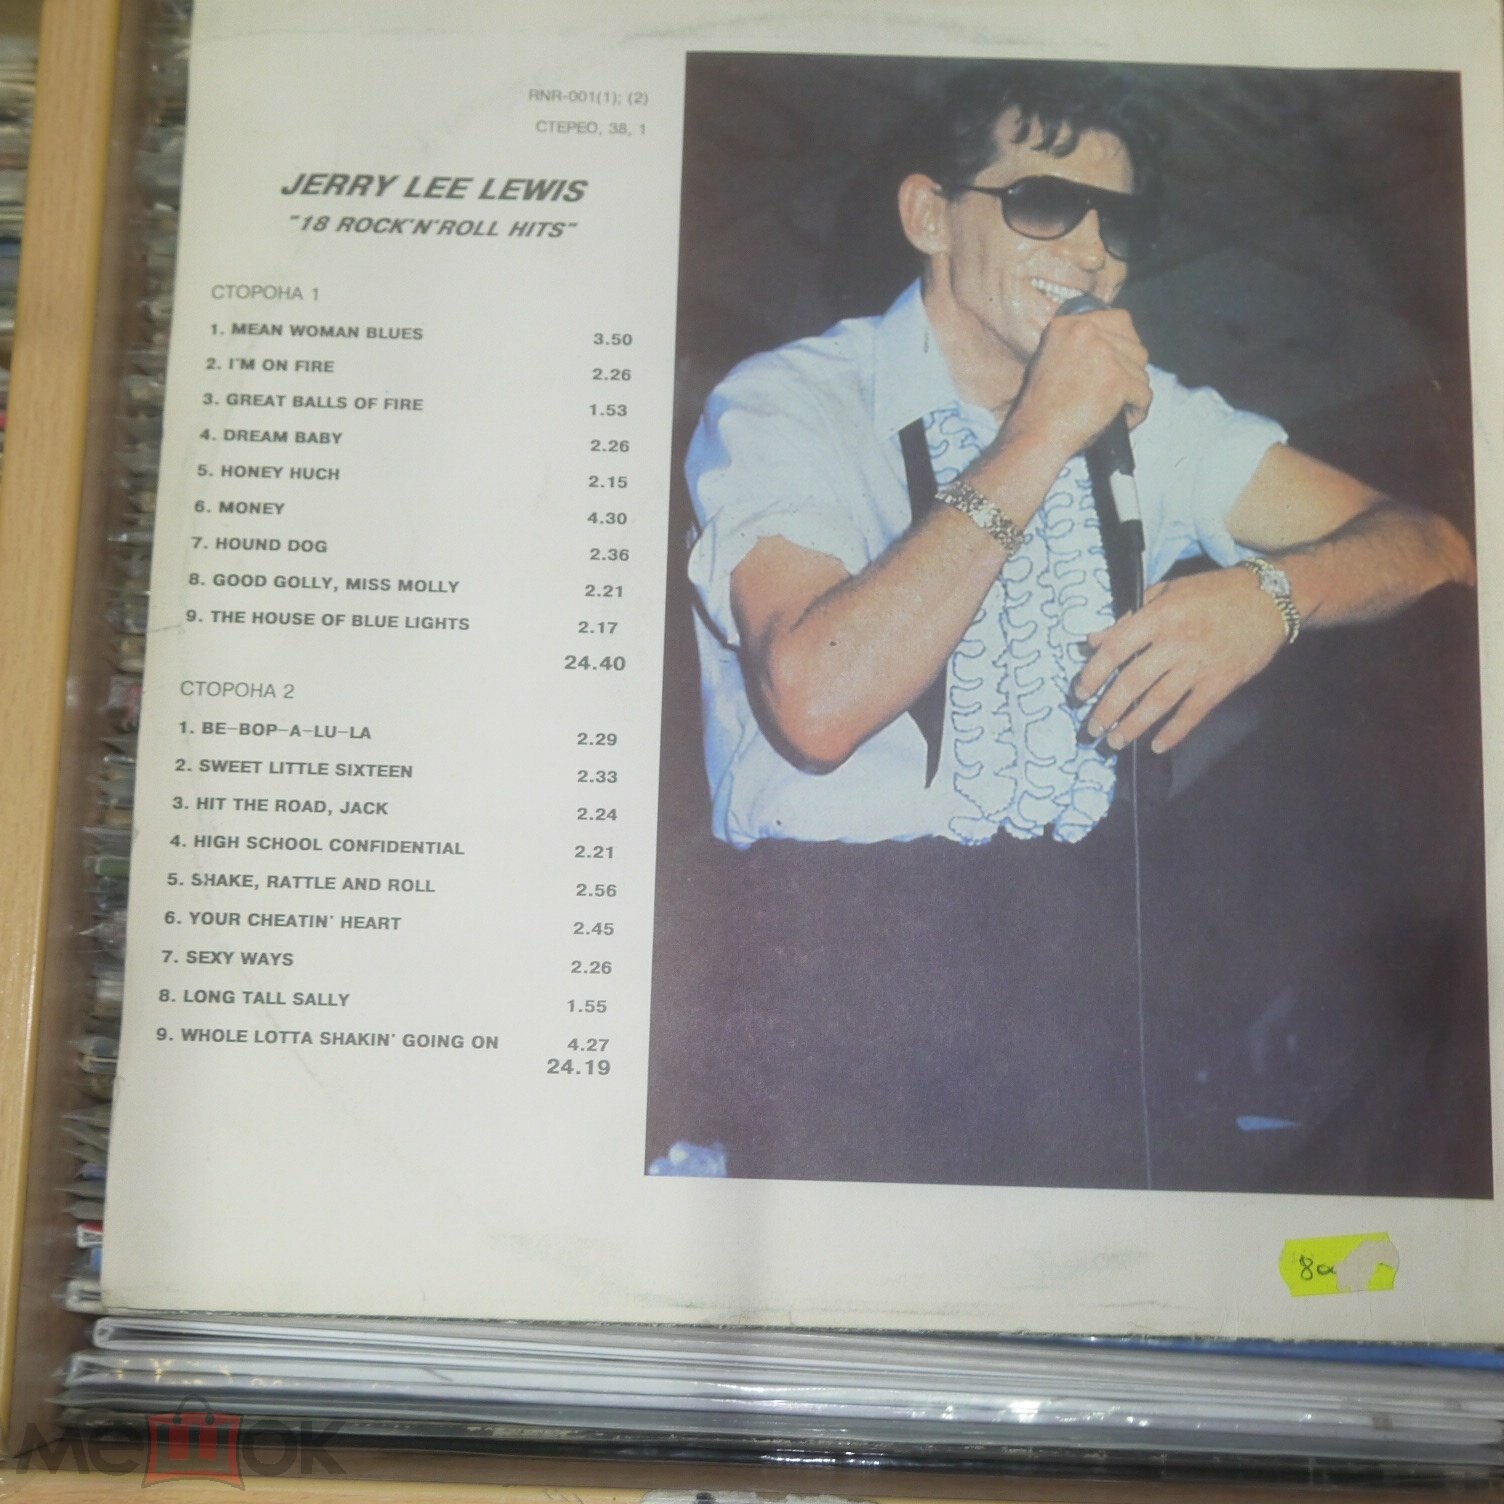 RNR-001(1); (2)
СТЕРЕО, 38, 1
JERRY LEE LEWIS
"18 ROCK'N'ROLL HITS"
СТОРОНА 1
1. MEAN WOMAN BLUES 3.50
2. I'M ON FIRE 2.26
3. GREAT BALLS OF FIRE 1.53
4. DREAM BABY 2.26
5. HONEY HUCH 2.15
6. MONEY 4.30
7. HOUND DOG 2.36
8. GOOD GOLLY, MISS MOLLY 2.21
9. THE HOUSE OF BLUE LIGHTS 2.17
24.40
СТОРОНА 2
1. BE-BOP-A-LU-LA 2.29
2. SWEET LITTLE SIXTEEN 2.33
3. HIT THE ROAD, JACK 2.24
4. HIGH SCHOOL CONFIDENTIAL 2.21
5. SHAKE, RATTLE AND ROLL 2.56
6. YOUR CHEATIN' HEART 2.45
7. SEXY WAYS 2.26
8. LONG TALL SALLY 1.55
9. WHOLE LOTTA SHAKIN' GOING ON 4.27
24.19
мешок